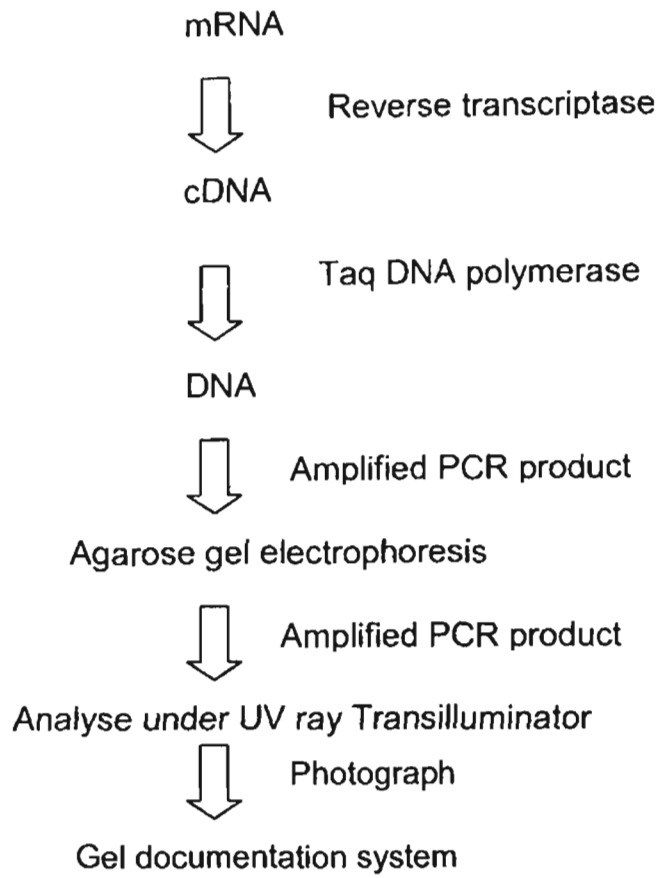 mRNA
Reverse transcriptase
cDNA
Taq DNA polymerase
DNA
Amplified PCR product
Agarose gel electrophoresis
Amplified PCR product
Analyse under UV ray Transilluminator
Photograph
Gel documentation system